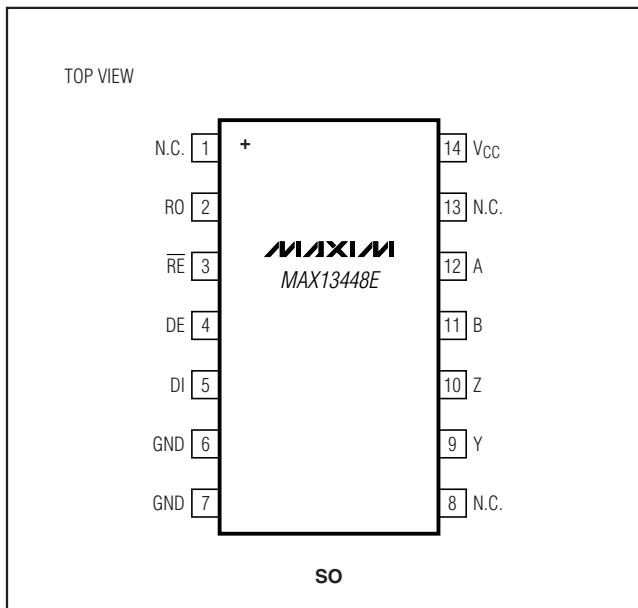 TOP VIEW
N.C. 1 + 14 VCC
RO 2 13 N.C.
R̅E̅ 3 MAXIM 12 A
MAX13448E
DE 4 11 B
DI 5 10 Z
GND 6 9 Y
GND 7 8 N.C.
SO